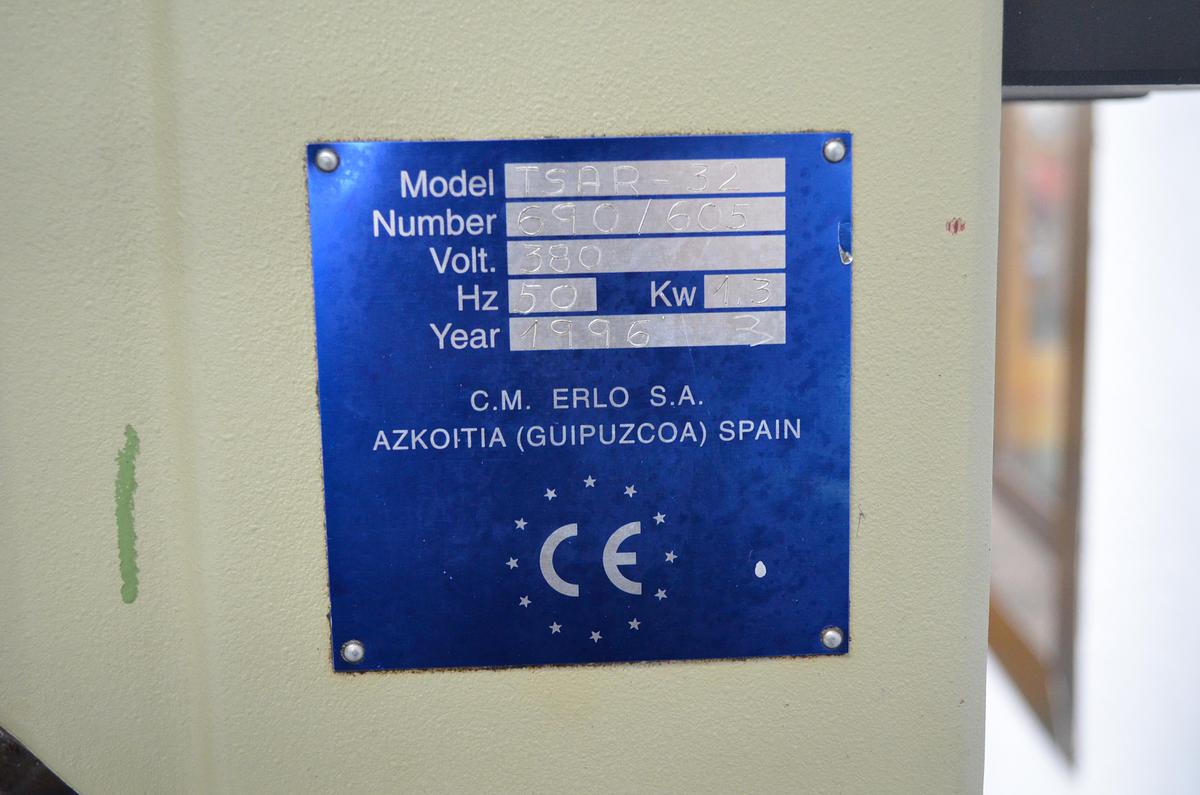 Model TSAR-32
Number 690/605
Volt. 380
Hz 50 Kw 1.3
Year 1996 3
C.M. ERLO S.A.
AZKOITIA (GUIPUZCOA) SPAIN
CE